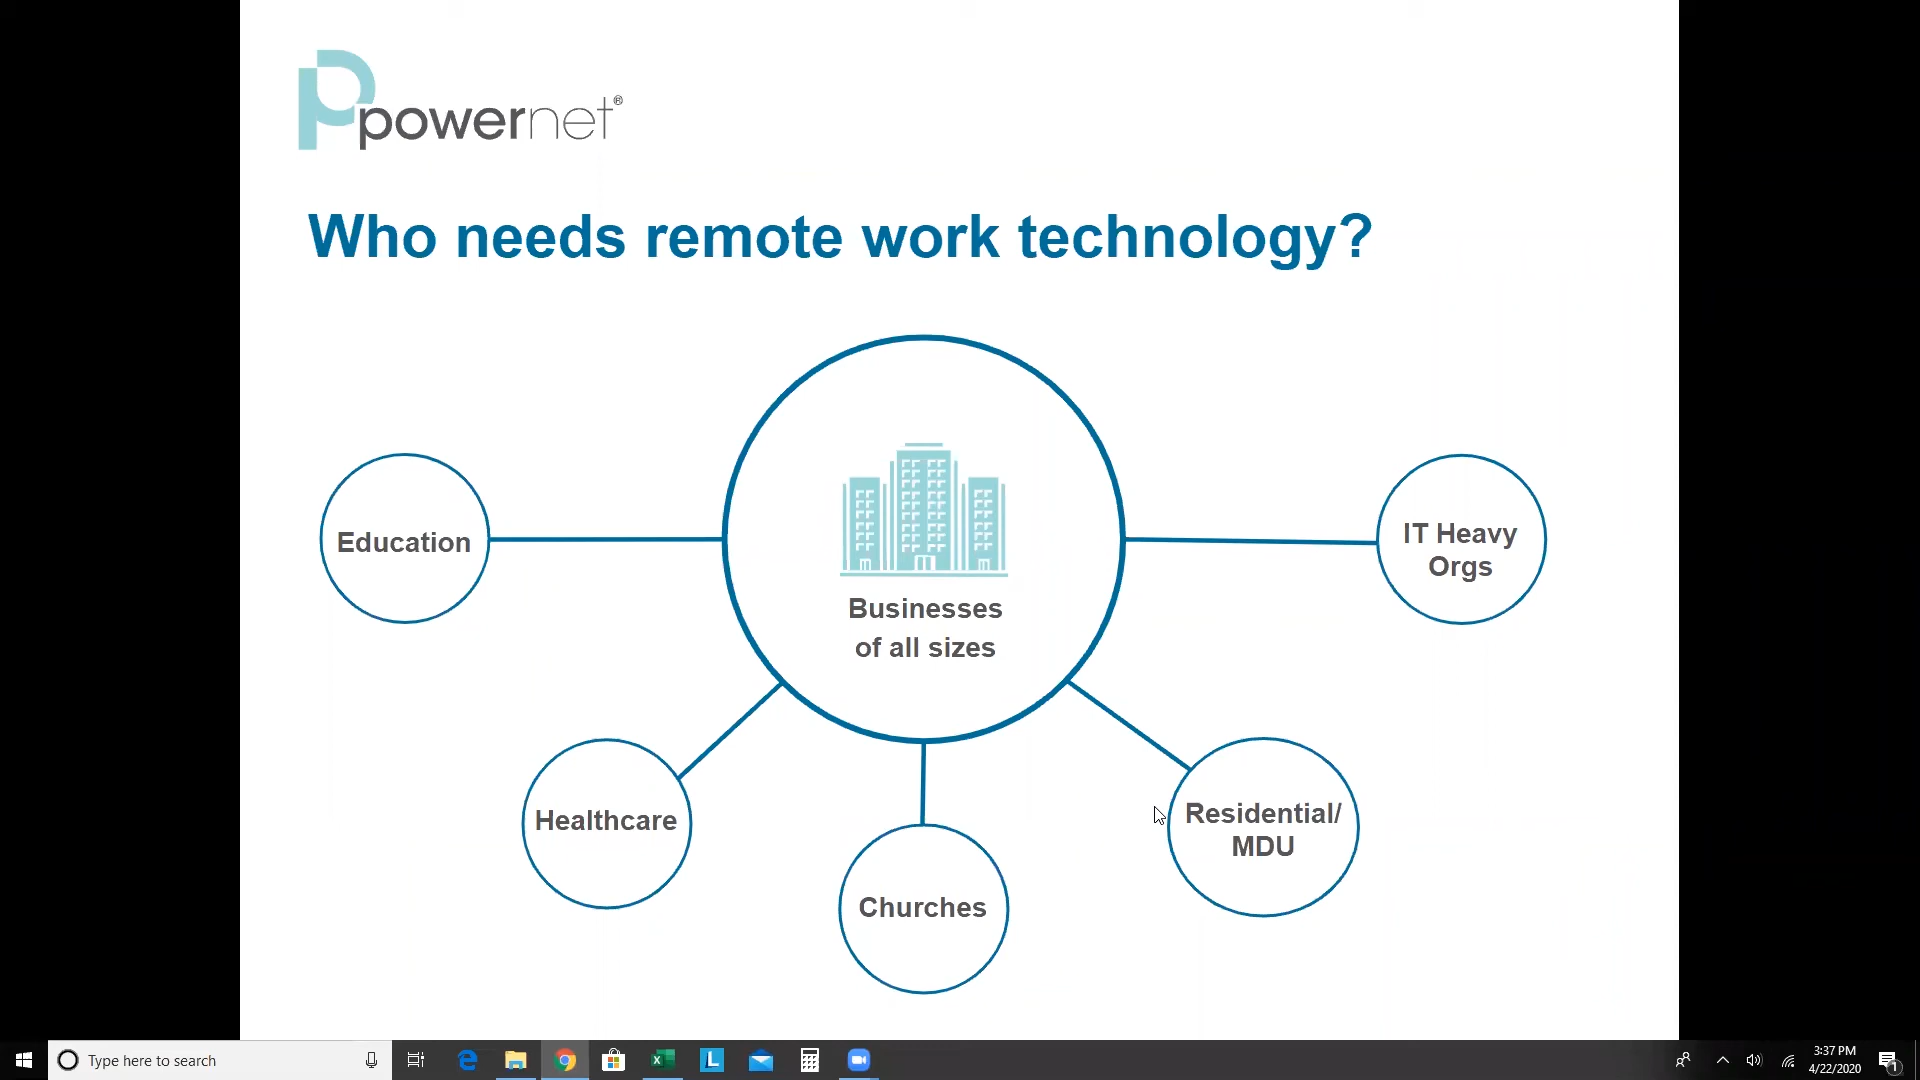 powernet®
Who needs remote work technology?
Education
Businesses
of all sizes
IT Heavy
Orgs
Healthcare
Churches
Residential/
MDU
Type here to search
3:37 PM
4/22/2020
1